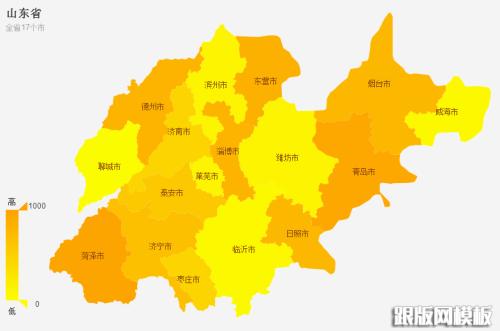 山东省
全省17个市
滨州市
东营市
烟台市
威海市
德州市
济南市
淄博市
潍坊市
聊城市
莱芜市
青岛市
泰安市
高
1000
日照市
济宁市
临沂市
菏泽市
枣庄市
0
低
跟版网模板